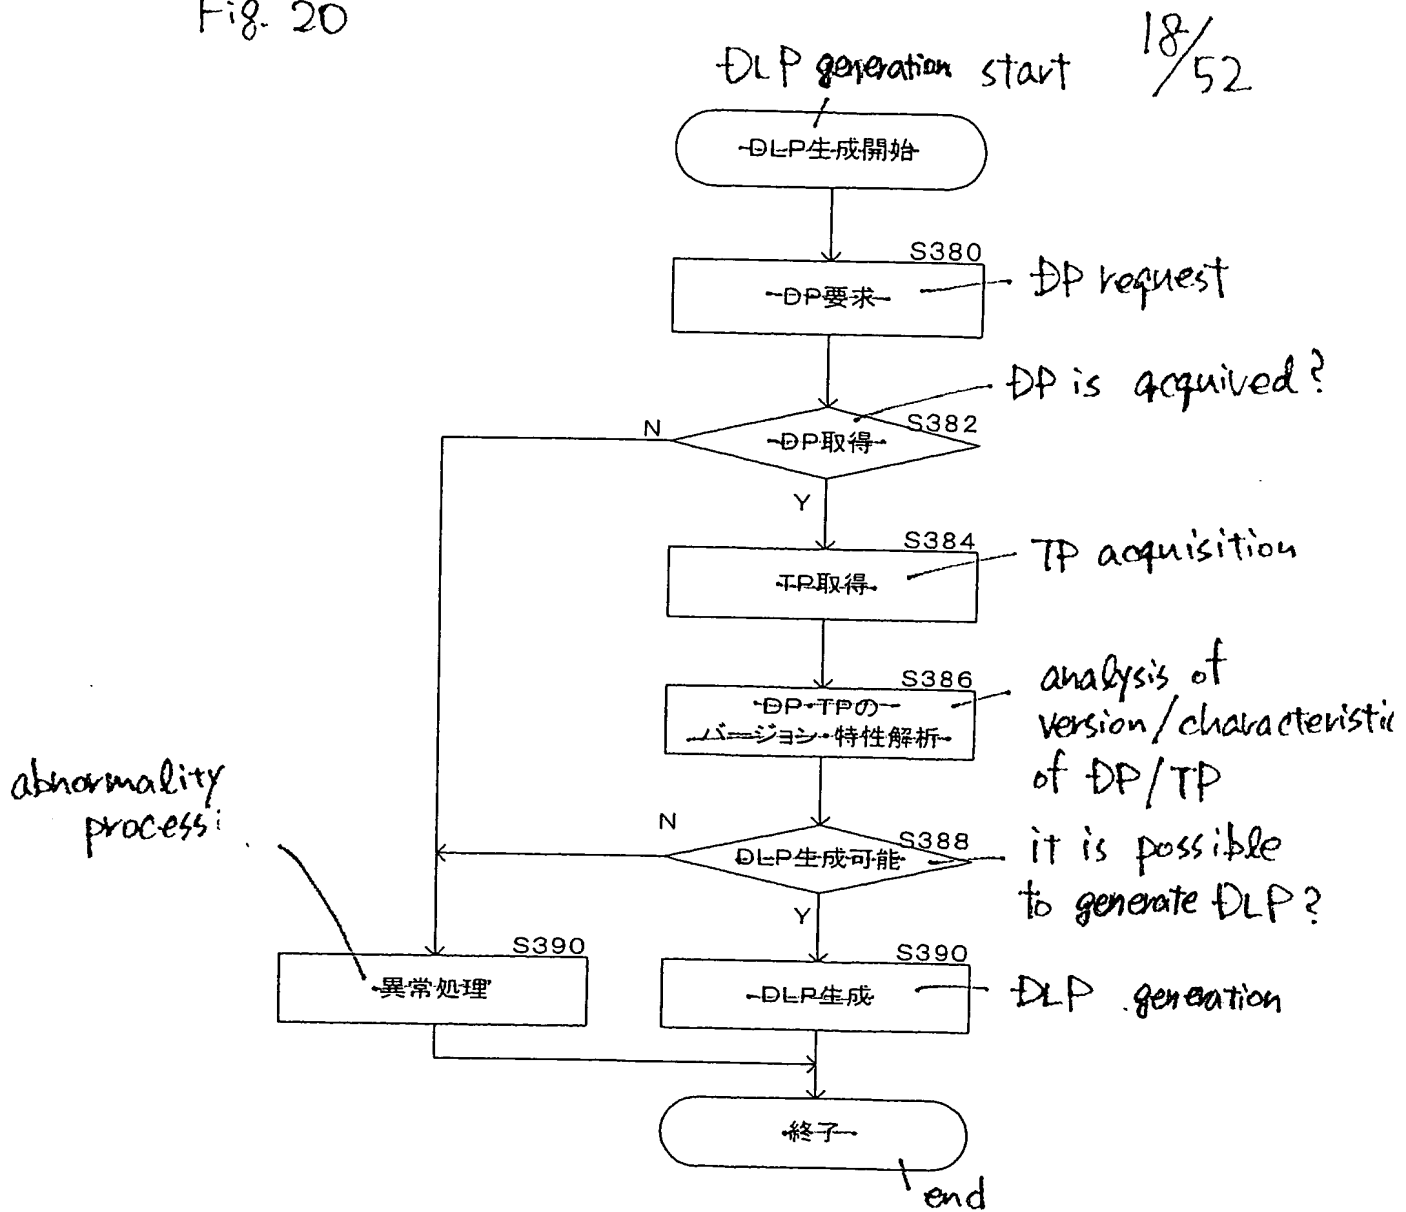 Fig. 20
18/52
DLP generation start
DLP生成開始
S380
DP要求
DP request
DP is acquired?
S382
N
DP取得
Y
S384
TP取得
TP acquisition
S386
DP・TPの
バージョン・特性解析
analysis of
version/characteristic
of DP/TP
abnormality
process
N
S388
DLP生成可能
it is possible
to generate DLP?
Y
S390
異常処理
S390
DLP生成
DLP generation
終了
end